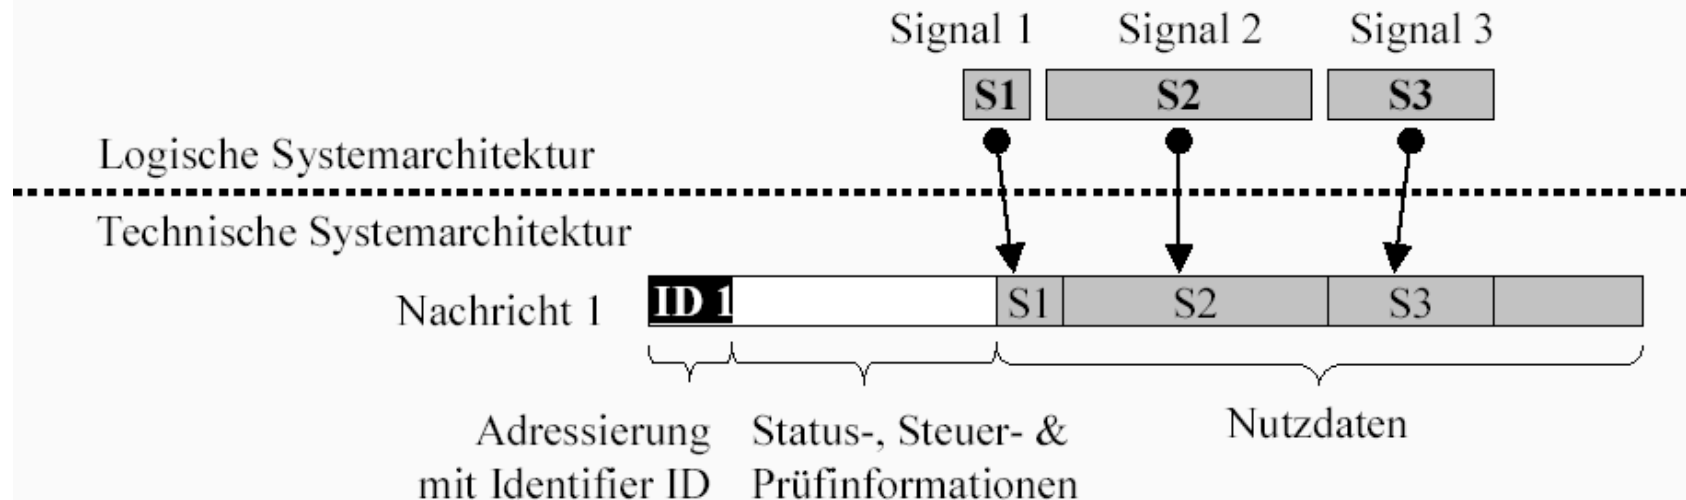 Signal 1 Signal 2 Signal 3
S1 S2 S3
Logische Systemarchitektur
Technische Systemarchitektur
Nachricht 1 ID 1 S1 S2 S3
Adressierung
mit Identifier ID
Status-, Steuer- &
Prüfinformationen
Nutzdaten